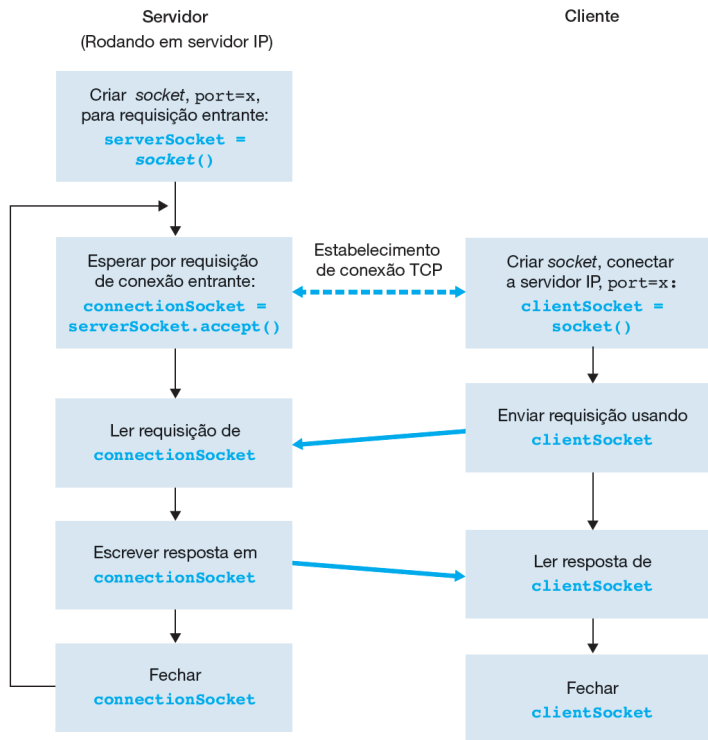 Servidor
(Rodando em servidor IP)
Cliente
Criar socket, port=x,
para requisição entrante:
serverSocket =
socket()
Esperar por requisição
de conexão entrante:
connectionSocket =
serverSocket.accept()
Estabelecimento
de conexão TCP
Criar socket, conectar
a servidor IP, port=x:
clientSocket =
socket()
Ler requisição de
connectionSocket
Enviar requisição usando
clientSocket
Escrever resposta em
connectionSocket
Ler resposta de
clientSocket
Fechar
connectionSocket
Fechar
clientSocket